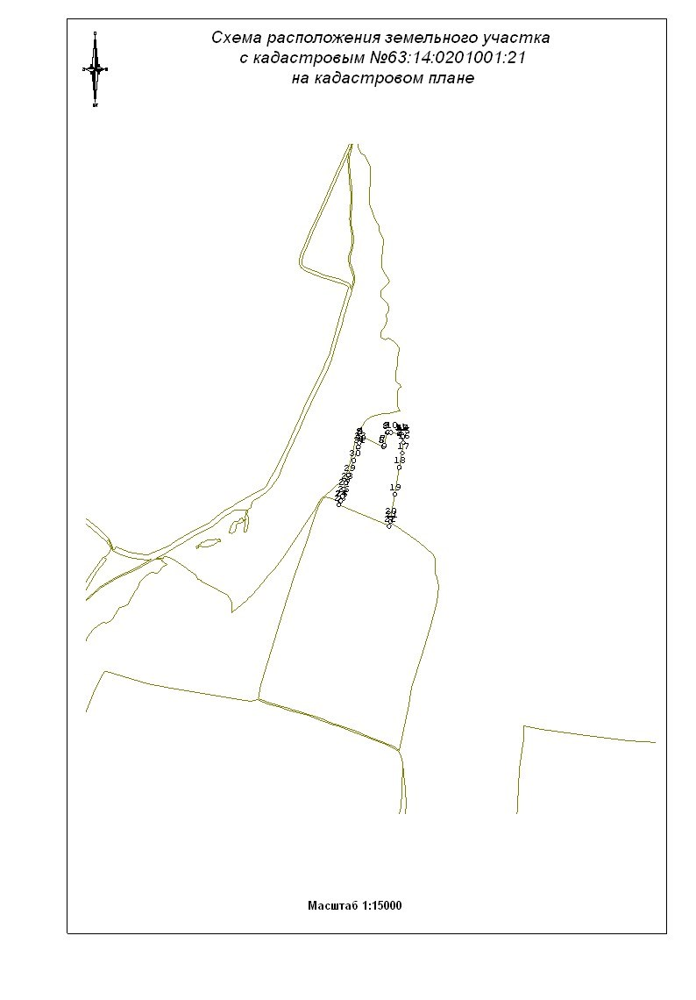 Схема расположения земельного участка
с кадастровым №63:14:0201001:21
на кадастровом плане
10
17
18
30
29
19
20
Масштаб 1:15000